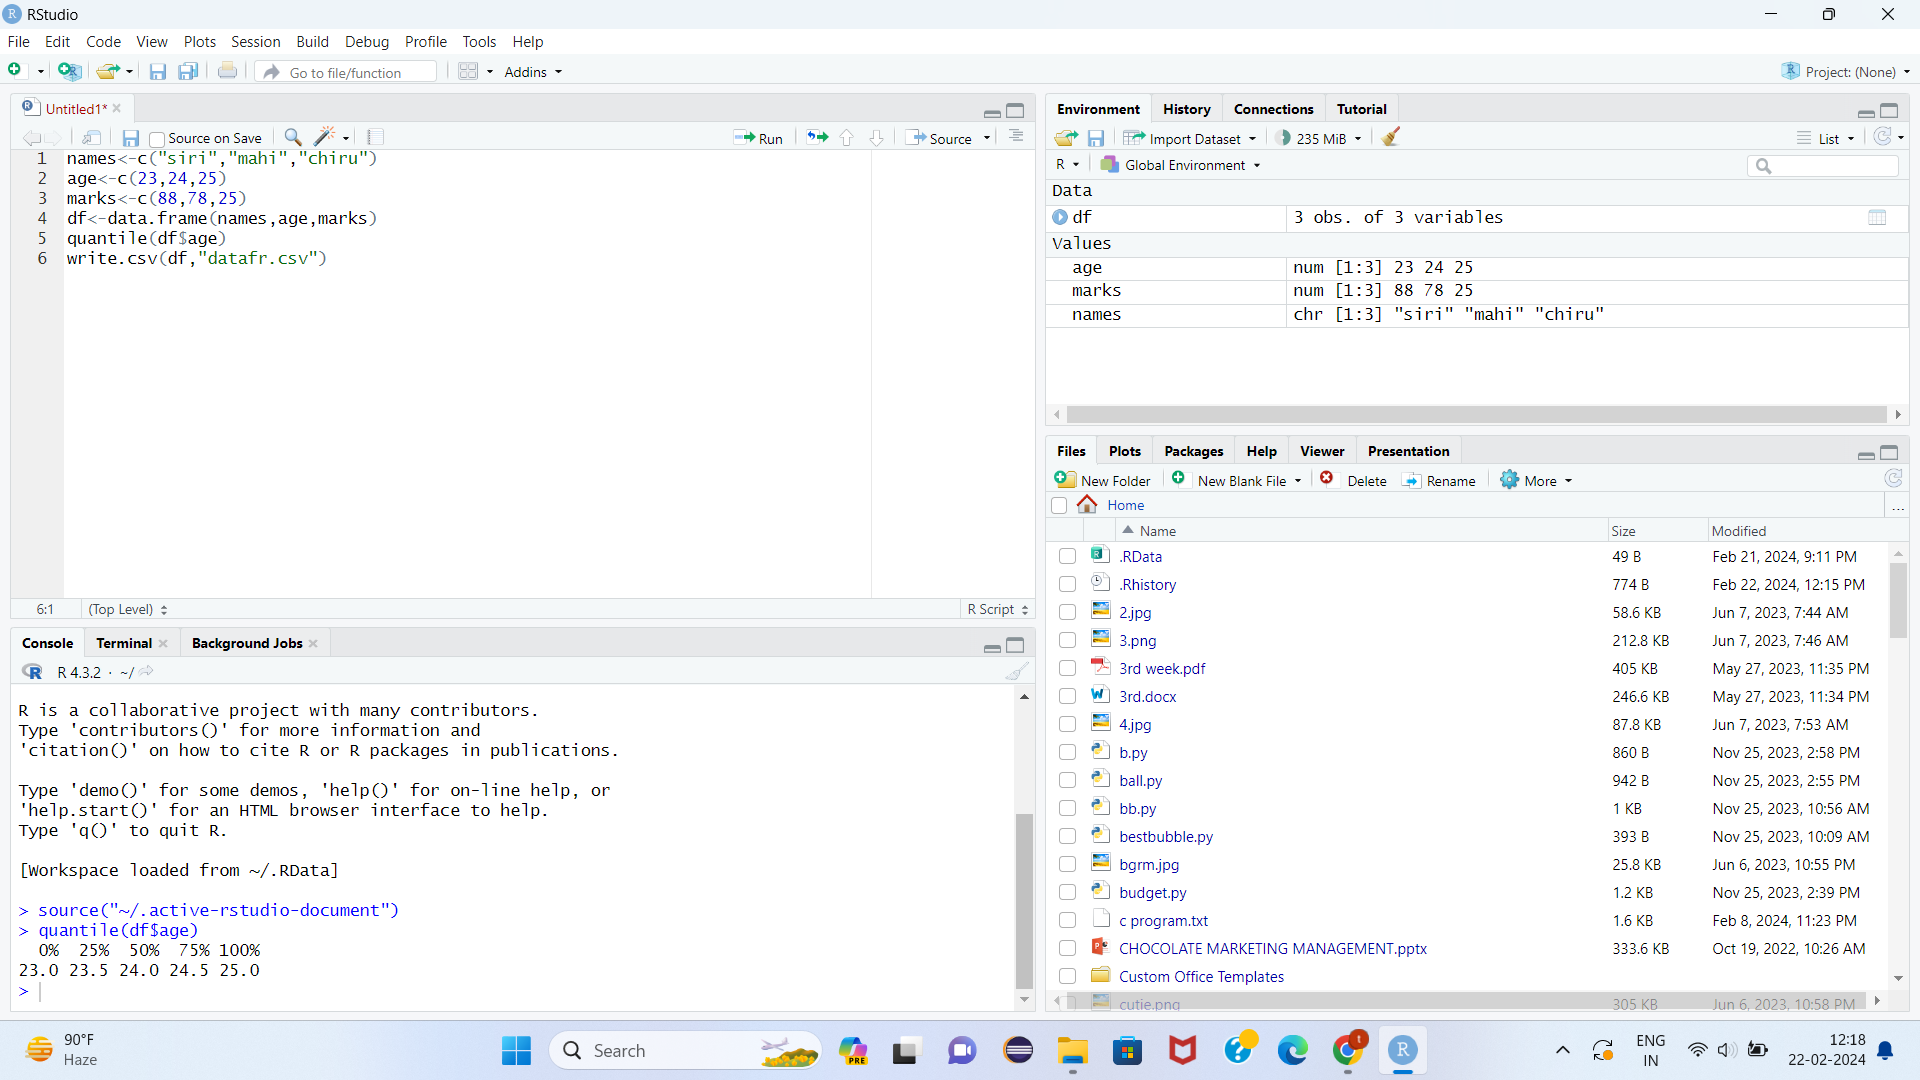 RStudio
File Edit Code View Plots Session Build Debug Profile Tools Help
Go to file/function Addins Project: (None)
Untitled1*
Source on Save Run Source
1 names<-c("siri","mahi","chiru")
2 age<-c(23,24,25)
3 marks<-c(88,78,25)
4 df<-data.frame(names,age,marks)
5 quantile(df$age)
6 write.csv(df,"datafr.csv")
6:1 (Top Level) R Script
Console Terminal Background Jobs
R 4.3.2 · ~/
R is a collaborative project with many contributors.
Type 'contributors()' for more information and
'citation()' on how to cite R or R packages in publications.
Type 'demo()' for some demos, 'help()' for on-line help, or
'help.start()' for an HTML browser interface to help.
Type 'q()' to quit R.
[Workspace loaded from ~/.RData]
> source("~/.active-rstudio-document")
> quantile(df$age)
0% 25% 50% 75% 100%
23.0 23.5 24.0 24.5 25.0
>
Environment History Connections Tutorial
Import Dataset 235 MiB List
R Global Environment
Data
df 3 obs. of 3 variables
Values
age num [1:3] 23 24 25
marks num [1:3] 88 78 25
names chr [1:3] "siri" "mahi" "chiru"
Files Plots Packages Help Viewer Presentation
New Folder New Blank File Delete Rename More
Home ...
Name Size Modified
.RData 49 B Feb 21, 2024, 9:11 PM
.Rhistory 774 B Feb 22, 2024, 12:15 PM
2.jpg 58.6 KB Jun 7, 2023, 7:44 AM
3.png 212.8 KB Jun 7, 2023, 7:46 AM
3rd week.pdf 405 KB May 27, 2023, 11:35 PM
3rd.docx 246.6 KB May 27, 2023, 11:34 PM
4.jpg 87.8 KB Jun 7, 2023, 7:53 AM
b.py 860 B Nov 25, 2023, 2:58 PM
ball.py 942 B Nov 25, 2023, 2:55 PM
bb.py 1 KB Nov 25, 2023, 10:56 AM
bestbubble.py 393 B Nov 25, 2023, 10:09 AM
bgrm.jpg 25.8 KB Jun 6, 2023, 10:55 PM
budget.py 1.2 KB Nov 25, 2023, 2:39 PM
c program.txt 1.6 KB Feb 8, 2024, 11:23 PM
CHOCOLATE MARKETING MANAGEMENT.pptx 333.6 KB Oct 19, 2022, 10:26 AM
Custom Office Templates
cutie.png 305 KB Jun 6, 2023, 10:58 PM
90°F
Haze
Search
PRE
t
R
ENG
IN
12:18
22-02-2024